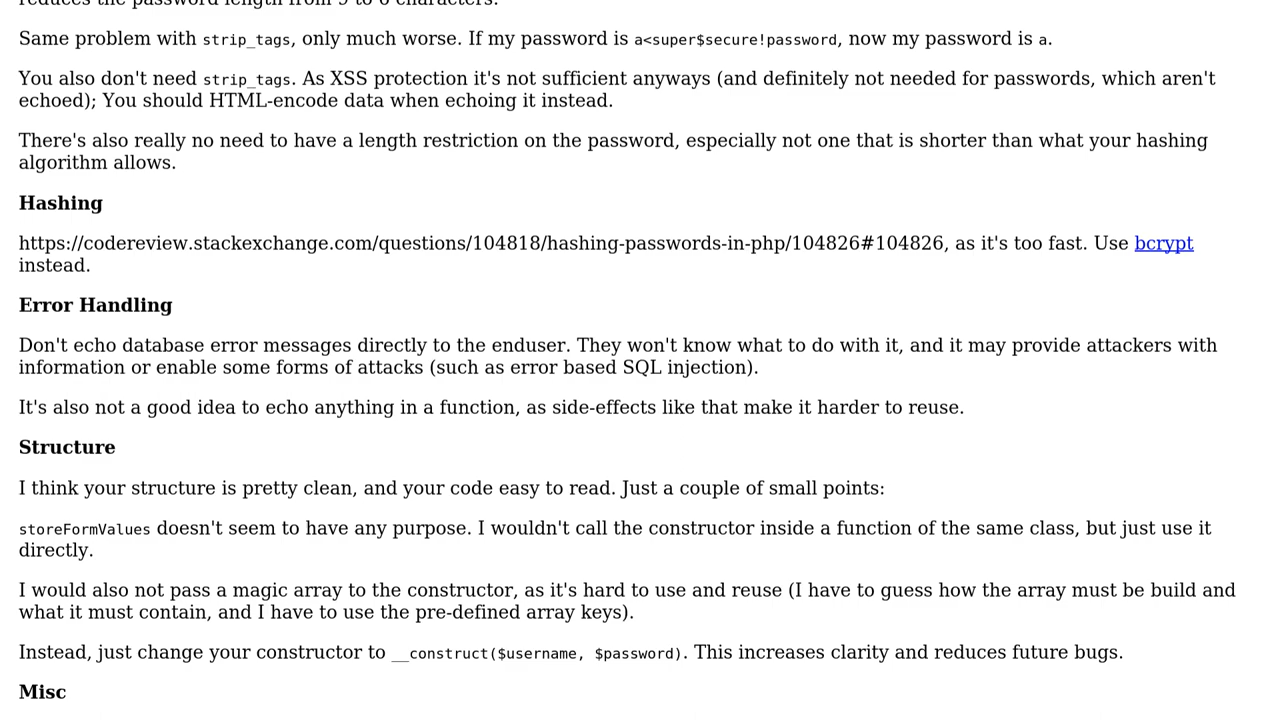 reduces the password length from 9 to 6 characters.
Same problem with strip_tags, only much worse. If my password is a<super$secure!password, now my password is a.
You also don't need strip_tags. As XSS protection it's not sufficient anyways (and definitely not needed for passwords, which aren't
echoed); You should HTML-encode data when echoing it instead.
There's also really no need to have a length restriction on the password, especially not one that is shorter than what your hashing
algorithm allows.
Hashing
https://codereview.stackexchange.com/questions/104818/hashing-passwords-in-php/104826#104826, as it's too fast. Use bcrypt
instead.
Error Handling
Don't echo database error messages directly to the enduser. They won't know what to do with it, and it may provide attackers with
information or enable some forms of attacks (such as error based SQL injection).
It's also not a good idea to echo anything in a function, as side-effects like that make it harder to reuse.
Structure
I think your structure is pretty clean, and your code easy to read. Just a couple of small points:
storeFormValues doesn't seem to have any purpose. I wouldn't call the constructor inside a function of the same class, but just use it
directly.
I would also not pass a magic array to the constructor, as it's hard to use and reuse (I have to guess how the array must be build and
what it must contain, and I have to use the pre-defined array keys).
Instead, just change your constructor to __construct($username, $password). This increases clarity and reduces future bugs.
Misc